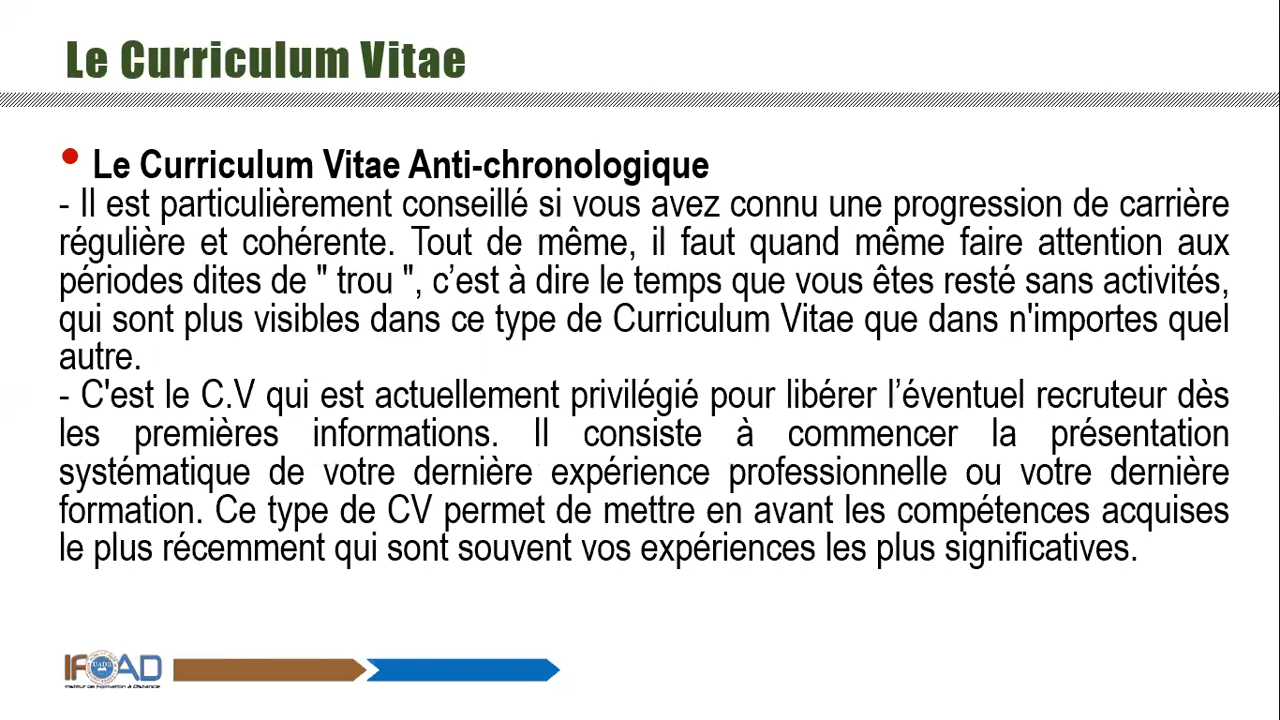 Le Curriculum Vitae
• Le Curriculum Vitae Anti-chronologique
- Il est particulièrement conseillé si vous avez connu une progression de carrière
régulière et cohérente. Tout de même, il faut quand même faire attention aux
périodes dites de " trou ", c’est à dire le temps que vous êtes resté sans activités,
qui sont plus visibles dans ce type de Curriculum Vitae que dans n'importes quel
autre.
- C'est le C.V qui est actuellement privilégié pour libérer l’éventuel recruteur dès
les premières informations. Il consiste à commencer la présentation
systématique de votre dernière expérience professionnelle ou votre dernière
formation. Ce type de CV permet de mettre en avant les compétences acquises
le plus récemment qui sont souvent vos expériences les plus significatives.
IFOAD
UADB
Institut de Formation à Distance